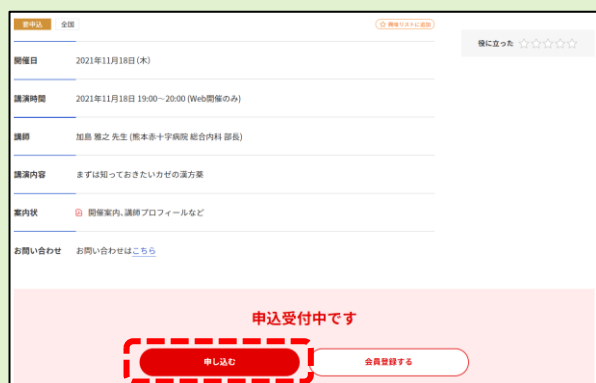 要申込 全国
視聴リストに追加
役に立った ☆☆☆☆☆
開催日 2021年11月18日(木)
講演時間 2021年11月18日 19:00～20:00 (Web開催のみ)
講師 加島 雅之 先生 (熊本赤十字病院 総合内科 部長)
講演内容 まずは知っておきたいカゼの漢方薬
案内状 開催案内、講師プロフィールなど
お問い合わせ お問い合わせはこちら
申込受付中です
申し込む 会員登録する